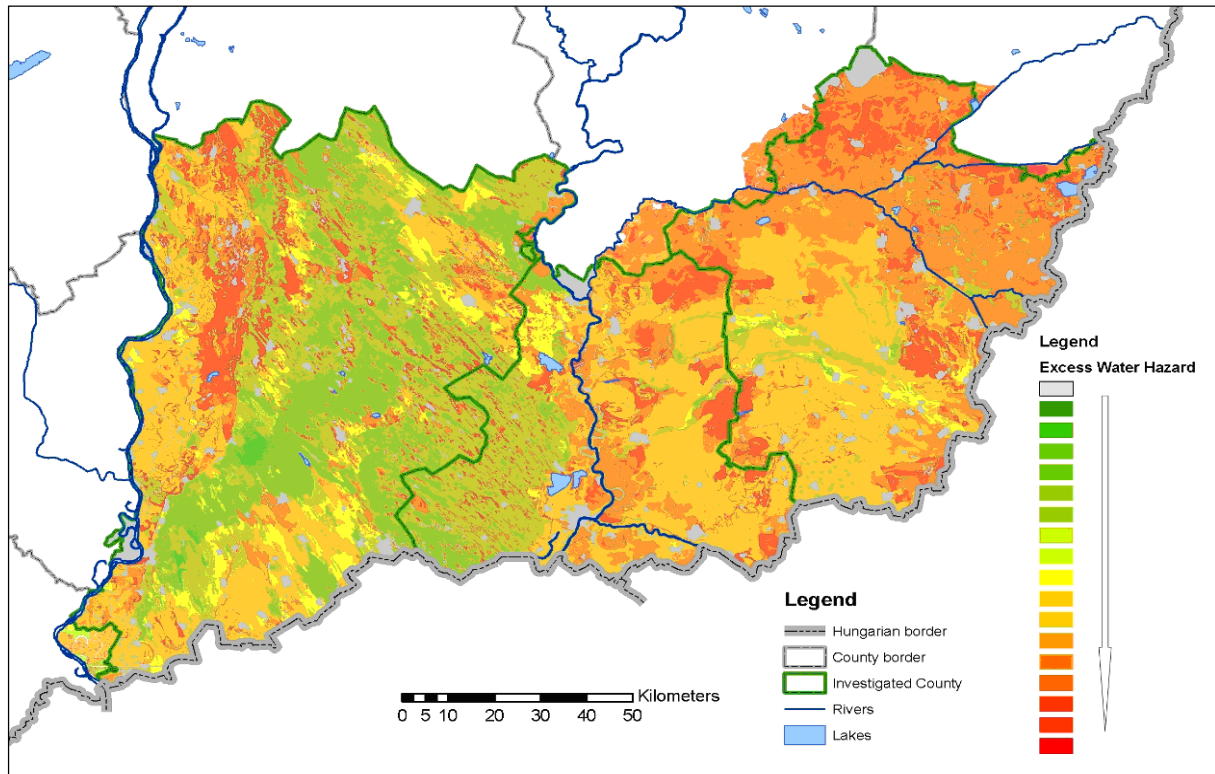 Legend
Excess Water Hazard
Legend
Hungarian border
County border
Investigated County
Rivers
Lakes
Kilometers
0 5 10 20 30 40 50